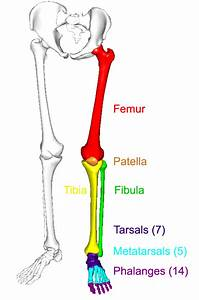 Femur
Patella
Tibia
Fibula
Tarsals (7)
Metatarsals (5)
Phalanges (14)